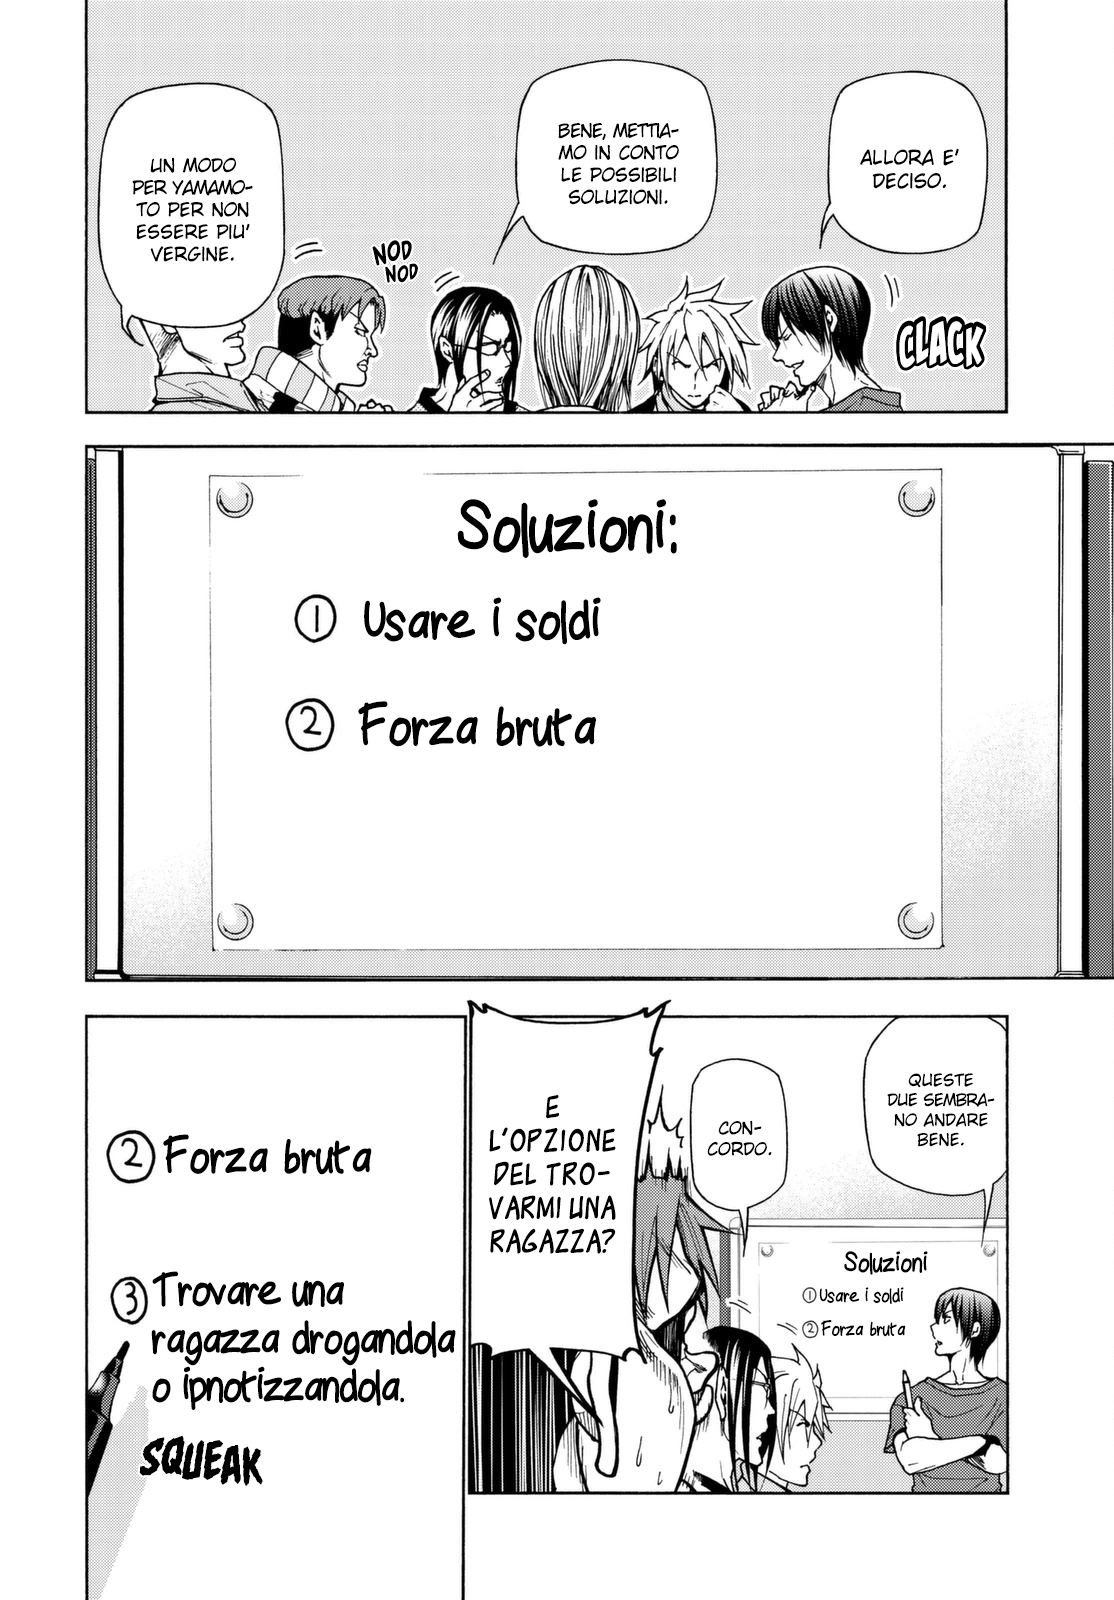 ALLORA E'
DECISO.
CLACK
BENE, METTIA-
MO IN CONTO
LE POSSIBILI
SOLUZIONI.
NOD
NOD
UN MODO
PER YAMAMO-
TO PER NON
ESSERE PIU'
VERGINE.
Soluzioni:
① Usare i soldi
② Forza bruta
QUESTE
DUE SEMBRA-
NO ANDARE
BENE.
CON-
CORDO.
Soluzioni
① Usare i soldi
② Forza bruta
E
L'OPZIONE
DEL TRO-
VARMI UNA
RAGAZZA?
② Forza bruta
③ Trovare una
ragazza drogandola
o ipnotizzandola.
SQUEAK